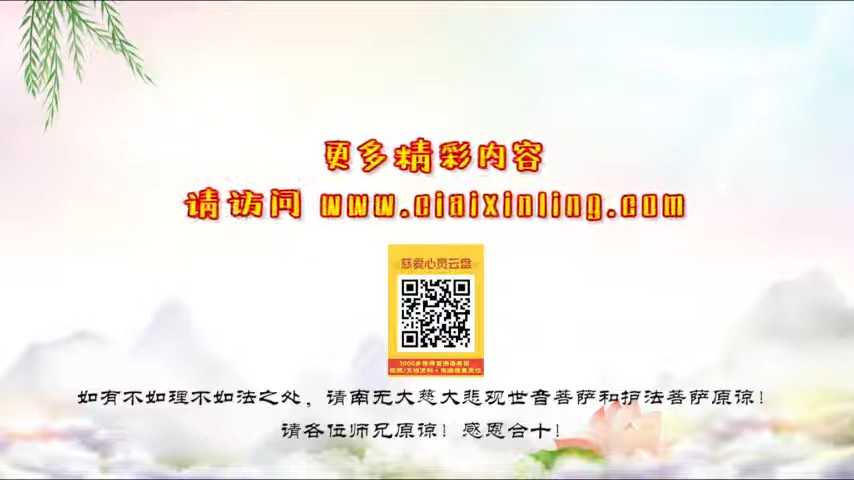 更多精彩内容
请访问 www.ciaixinling.com
慈爱心灵云盘
如有不如理不如法之处，请南无大慈大悲观世音菩萨和护法菩萨原谅！
请各位师兄原谅！感恩合十！